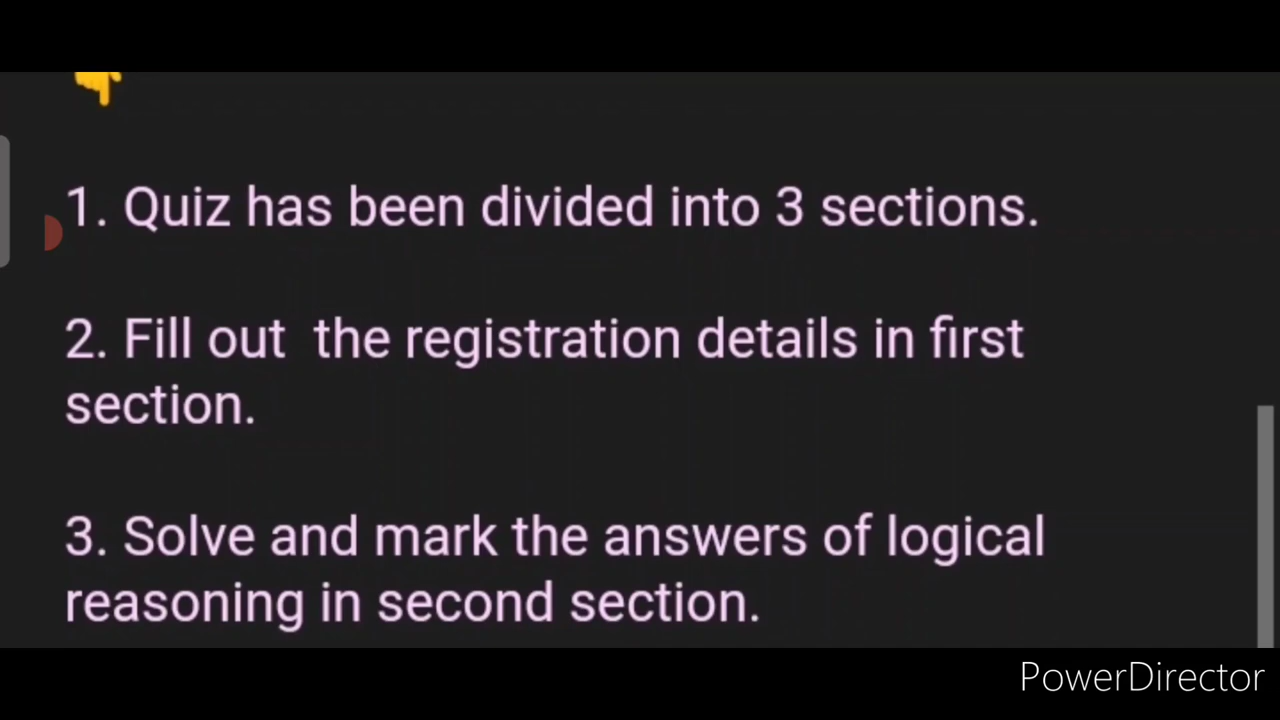 1. Quiz has been divided into 3 sections.
2. Fill out  the registration details in first
section.
3. Solve and mark the answers of logical
reasoning in second section.
PowerDirector